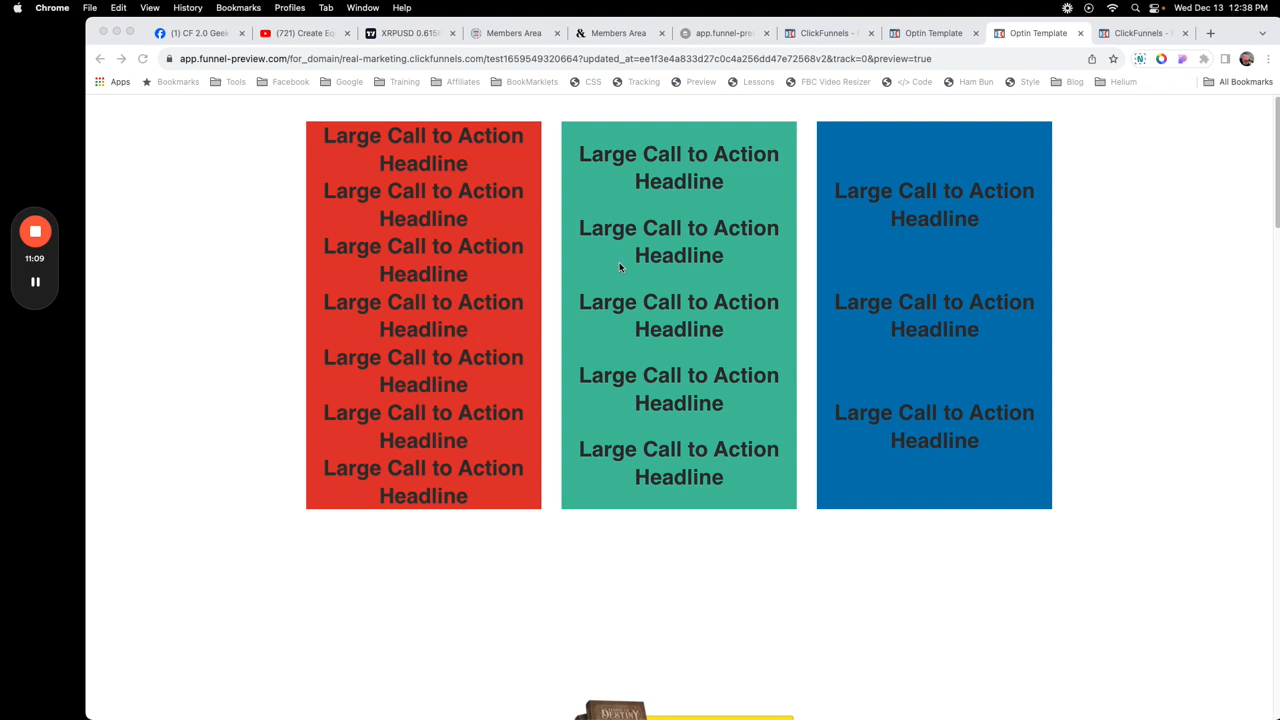 Chrome File Edit View History Bookmarks Profiles Tab Window Help Wed Dec 13 12:38 PM
(1) CF 2.0 Geek (721) Create Eq XRPUSD 0.6156 Members Area Members Area app.funnel-pre ClickFunnels - Optin Template Optin Template ClickFunnels -
app.funnel-preview.com/for_domain/real-marketing.clickfunnels.com/test1659549320664?updated_at=ee1f3e4a833d27c0c4a256dd47e72568v2&track=0&preview=true
Apps Bookmarks Tools Facebook Google Training Affiliates BookMarklets CSS Tracking Preview Lessons FBC Video Resizer </> Code Ham Bun Style Blog Helium All Bookmarks
11:09
Large Call to Action
Headline
Large Call to Action
Headline
Large Call to Action
Headline
Large Call to Action
Headline
Large Call to Action
Headline
Large Call to Action
Headline
Large Call to Action
Headline
Large Call to Action
Headline
Large Call to Action
Headline
Large Call to Action
Headline
Large Call to Action
Headline
Large Call to Action
Headline
Large Call to Action
Headline
Large Call to Action
Headline
Large Call to Action
Headline
DESTINY